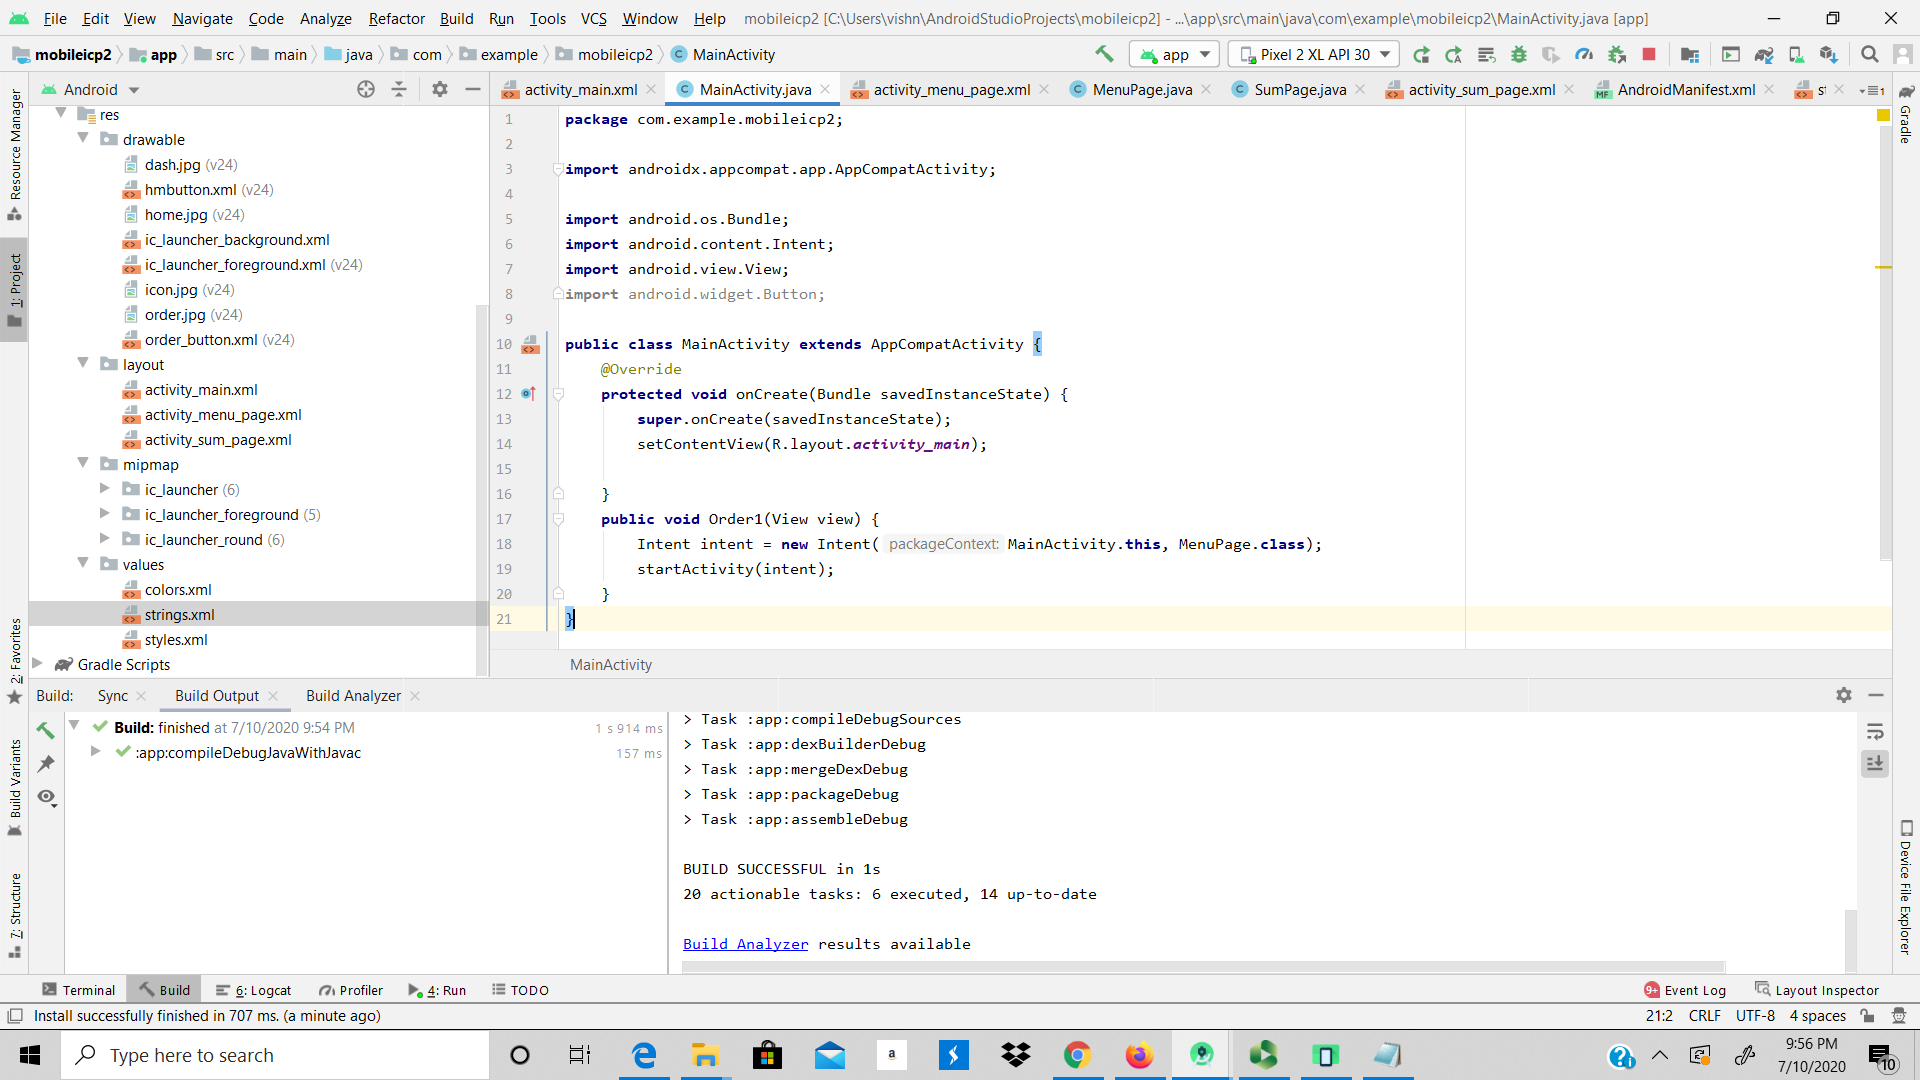 File Edit View Navigate Code Analyze Refactor Build Run Tools VCS Window Help mobileicp2 [C:\Users\vishn\AndroidStudioProjects\mobileicp2] - ...\app\src\main\java\com\example\mobileicp2\MainActivity.java [app]
mobileicp2 app src main java com example mobileicp2 MainActivity app Pixel 2 XL API 30
Android activity_main.xml MainActivity.java activity_menu_page.xml MenuPage.java SumPage.java activity_sum_page.xml AndroidManifest.xml 1
Resource Manager
1: Project
2: Favorites
Build Variants
7: Structure
res
drawable
dash.jpg (v24)
hmbutton.xml (v24)
home.jpg (v24)
ic_launcher_background.xml
ic_launcher_foreground.xml (v24)
icon.jpg (v24)
order.jpg (v24)
order_button.xml (v24)
layout
activity_main.xml
activity_menu_page.xml
activity_sum_page.xml
mipmap
ic_launcher (6)
ic_launcher_foreground (5)
ic_launcher_round (6)
values
colors.xml
strings.xml
styles.xml
Gradle Scripts
1 package com.example.mobileicp2;
2
3 import androidx.appcompat.app.AppCompatActivity;
4
5 import android.os.Bundle;
6 import android.content.Intent;
7 import android.view.View;
8 import android.widget.Button;
9
10 public class MainActivity extends AppCompatActivity {
11 @Override
12 protected void onCreate(Bundle savedInstanceState) {
13 super.onCreate(savedInstanceState);
14 setContentView(R.layout.activity_main);
15
16 }
17 public void Order1(View view) {
18 Intent intent = new Intent( packageContext: MainActivity.this, MenuPage.class);
19 startActivity(intent);
20 }
21 }
MainActivity
Gradle
Device File Explorer
Build: Sync Build Output Build Analyzer
Build: finished at 7/10/2020 9:54 PM 1 s 914 ms
:app:compileDebugJavaWithJavac 157 ms
> Task :app:compileDebugSources
> Task :app:dexBuilderDebug
> Task :app:mergeDexDebug
> Task :app:packageDebug
> Task :app:assembleDebug
BUILD SUCCESSFUL in 1s
20 actionable tasks: 6 executed, 14 up-to-date
Build Analyzer results available
Terminal Build 6: Logcat Profiler 4: Run TODO 9+ Event Log Layout Inspector
Install successfully finished in 707 ms. (a minute ago) 21:2 CRLF UTF-8 4 spaces
Type here to search a 9:56 PM
7/10/2020 10